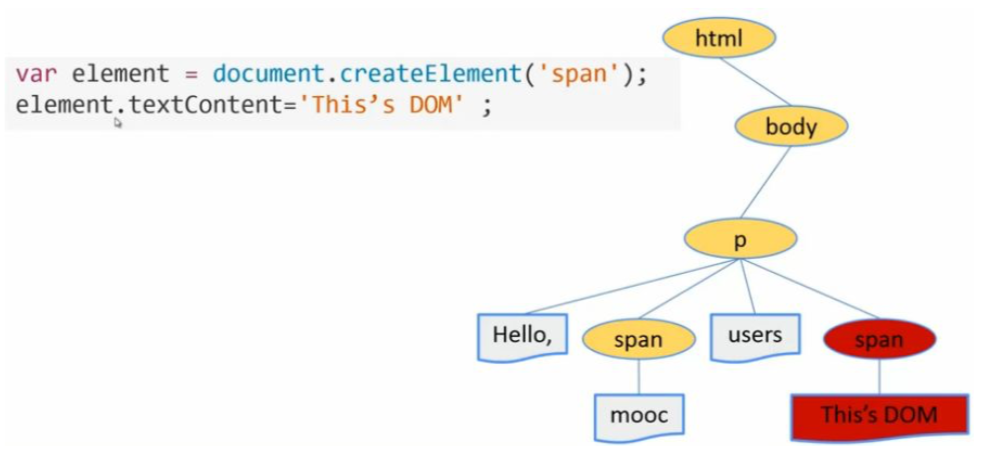 html
var element = document.createElement('span');
element.textContent='This’s DOM' ;
body
p
Hello,
span
users
span
mooc
This's DOM